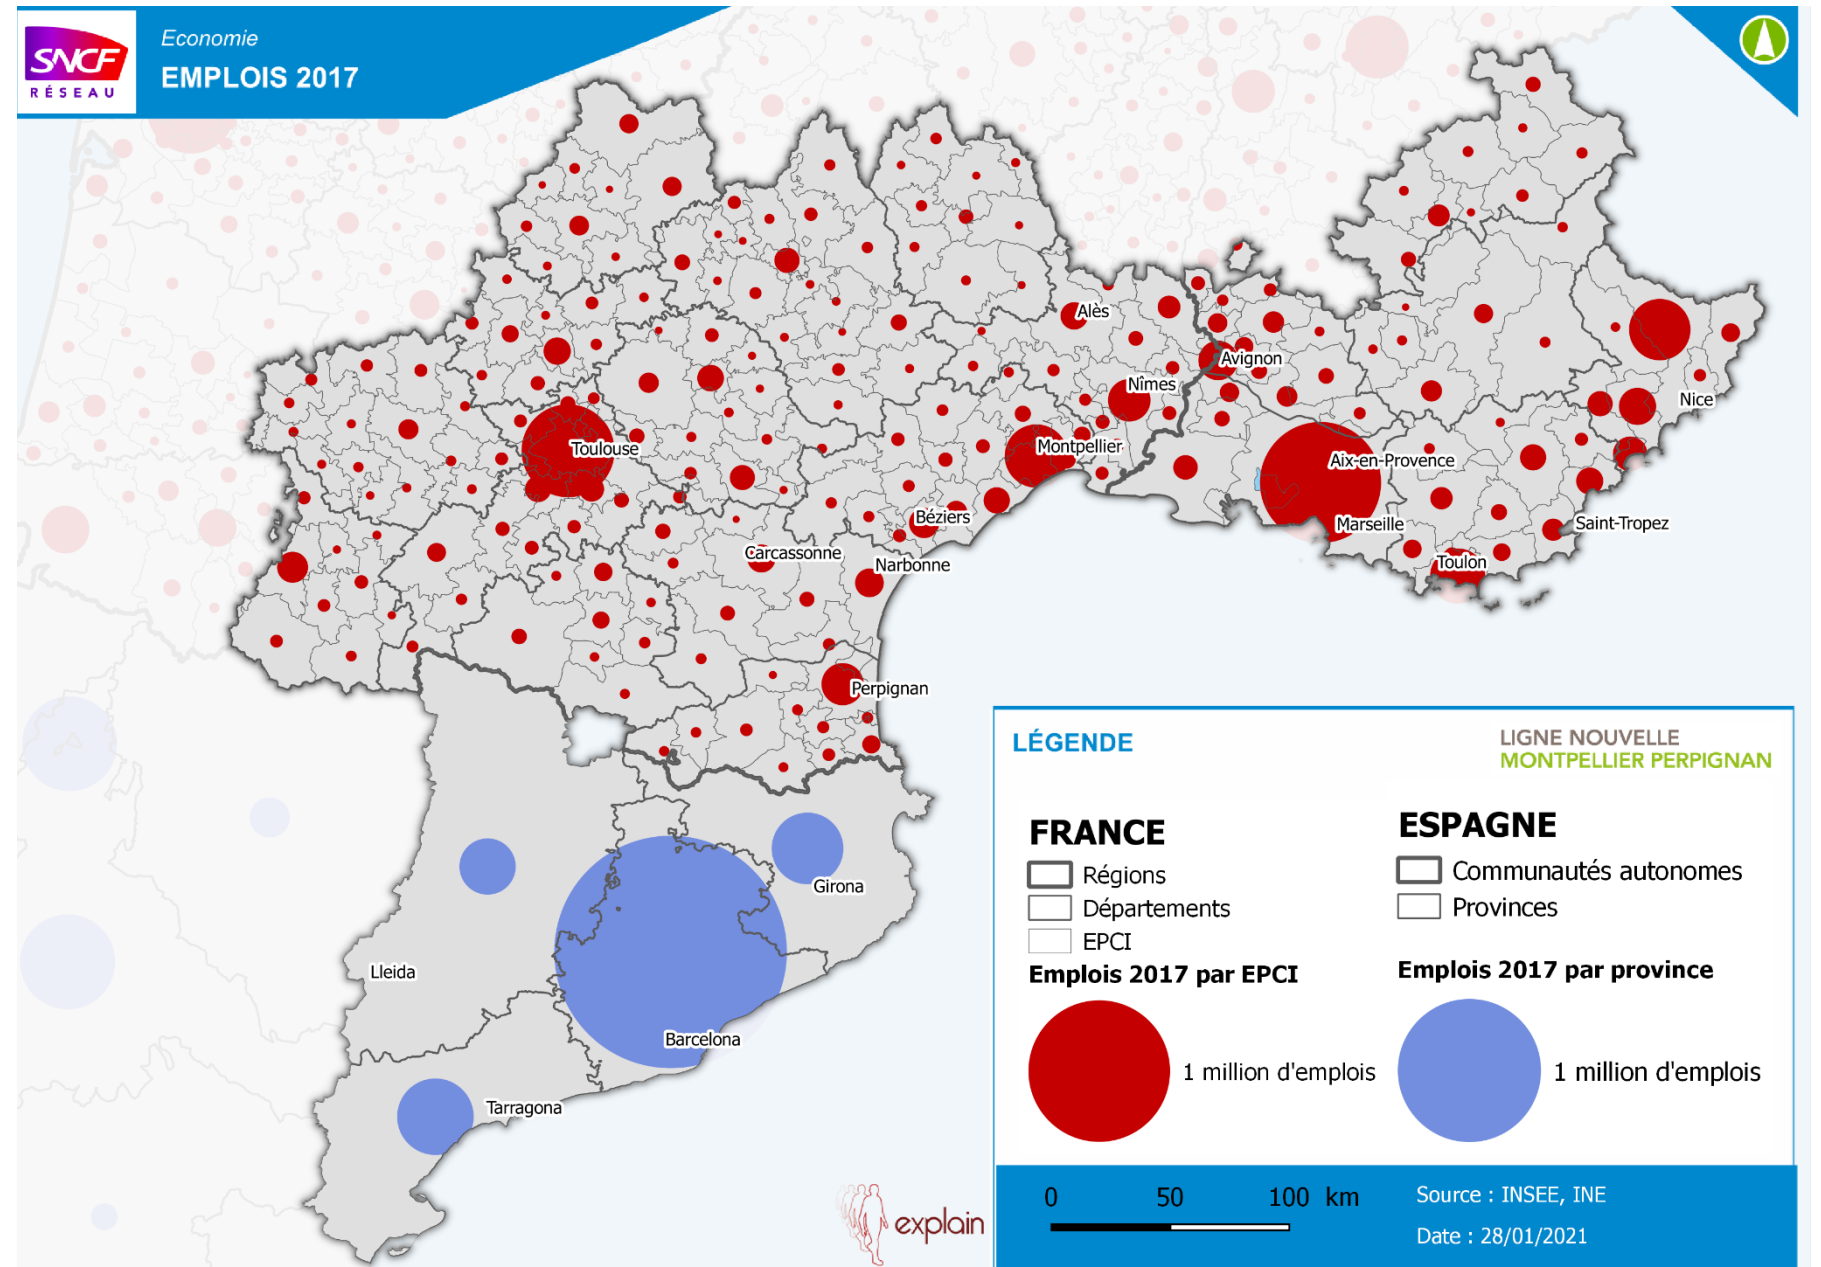 SNCF
RÉSEAU
Economie
EMPLOIS 2017
Alès
Avignon
Nîmes
Nice
Toulouse
Montpellier
Aix-en-Provence
Béziers
Marseille
Saint-Tropez
Carcassonne
Narbonne
Toulon
Perpignan
Girona
Lleida
Barcelona
Tarragona
LÉGENDE
LIGNE NOUVELLE
MONTPELLIER PERPIGNAN
FRANCE
Régions
Départements
EPCI
Emplois 2017 par EPCI
1 million d'emplois
ESPAGNE
Communautés autonomes
Provinces
Emplois 2017 par province
1 million d'emplois
0 50 100 km
Source : INSEE, INE
Date : 28/01/2021
explain